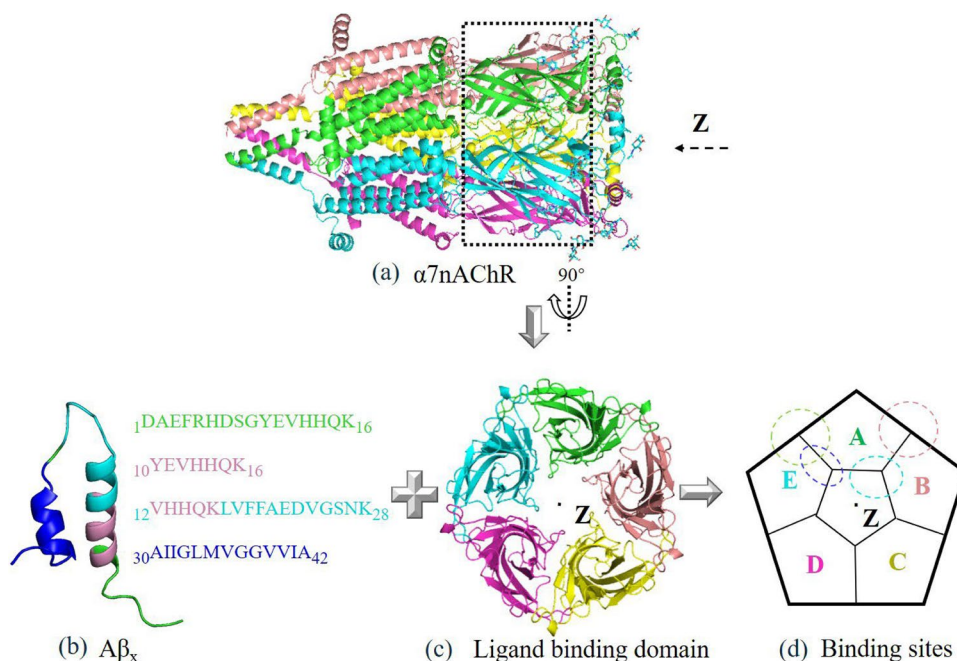 Z
(a) α7nAChR
90°
₁DAEFRHDSGYEVHHQK₁₆
₁₀YEVHHQK₁₆
₁₂VHHQKLVFFAEDVGSNK₂₈
₃₀AIIGLMVGGVVIA₄₂
Z
A
E
B
Z
D
C
(b) Aβₓ
(c) Ligand binding domain
(d) Binding sites